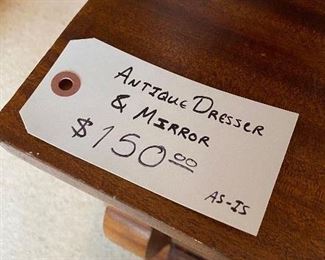 ANTIQUE DRESSER
& MIRROR
$150.00
AS-IS